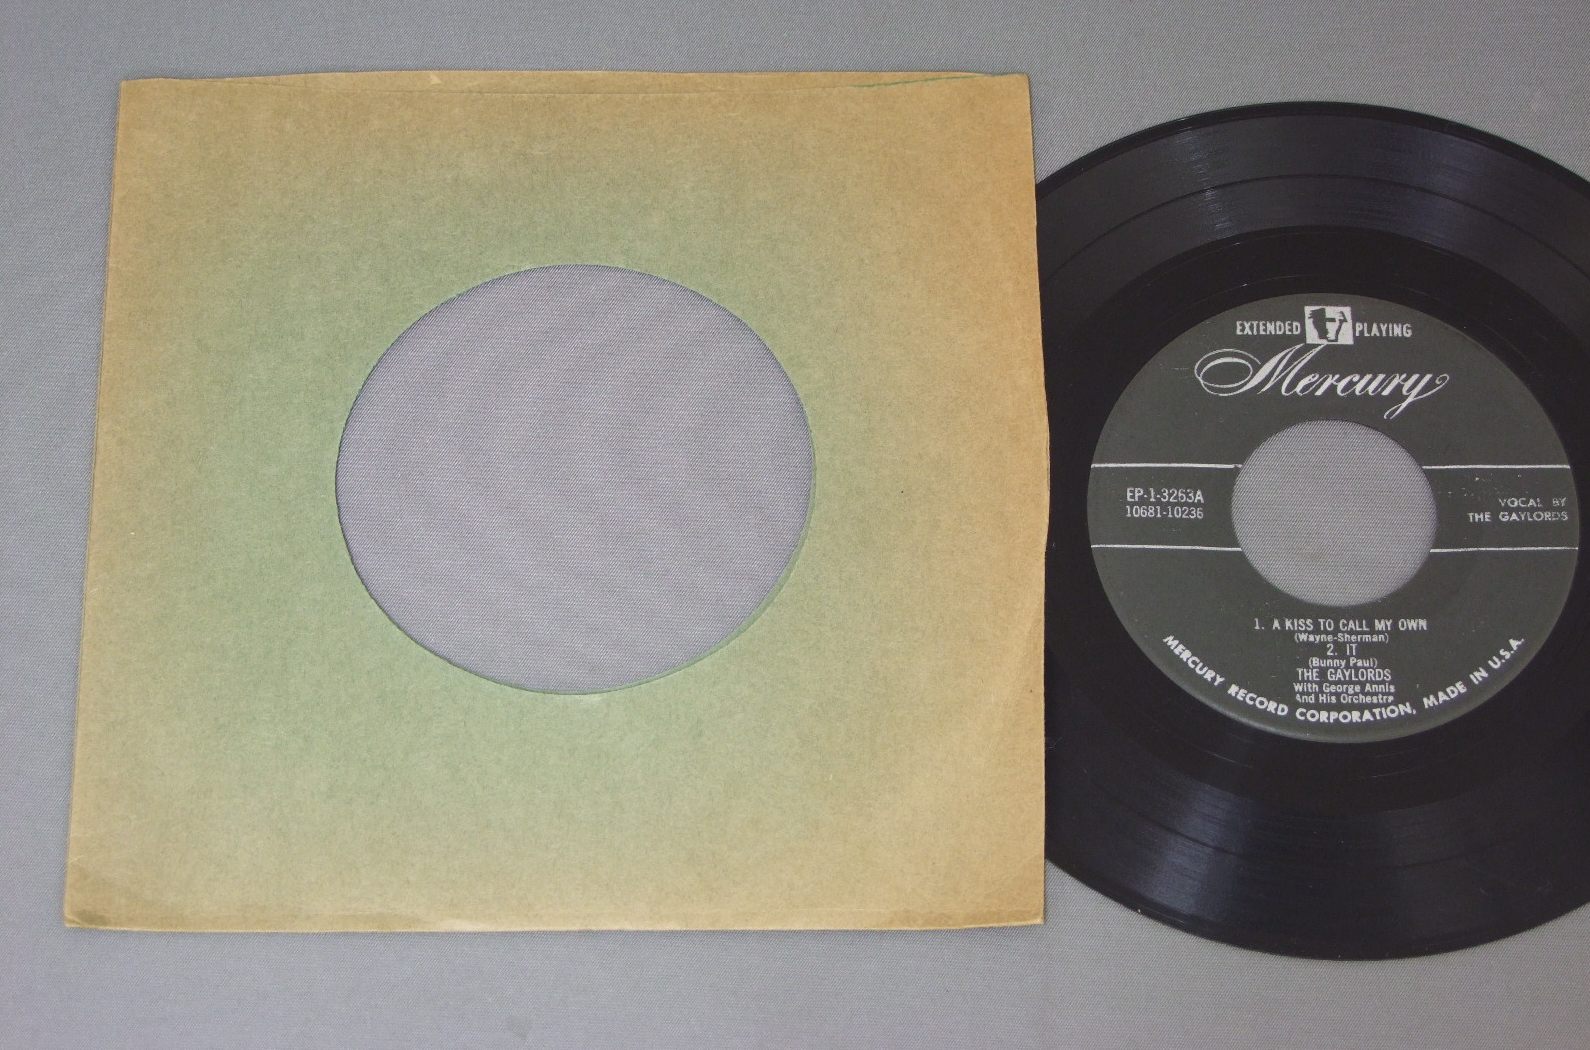 EXTENDED PLAYING
Mercury
EP-1-3263A
10681-10236
VOCAL BY
THE GAYLORDS
1. A KISS TO CALL MY OWN
(Wayne-Sherman)
2. IT
(Bunny Paul)
THE GAYLORDS
With George Annis
And His Orchestra
MERCURY RECORD CORPORATION, MADE IN U.S.A.